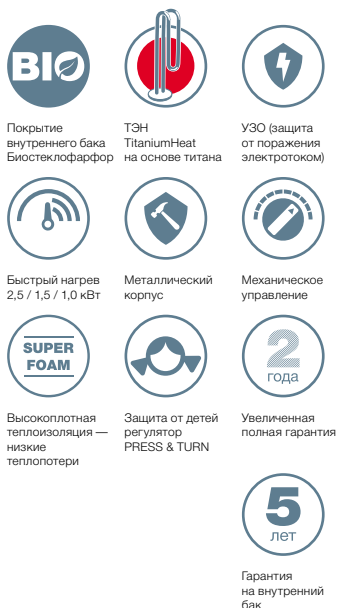 BIO
Покрытие
внутреннего бака
Биостеклофарфор
ТЭН
TitaniumHeat
на основе титана
УЗО (защита
от поражения
электротоком)
Быстрый нагрев
2,5 / 1,5 / 1,0 кВт
Металлический
корпус
Механическое
управление
SUPER
FOAM
Высокоплотная
теплоизоляция —
низкие
теплопотери
Защита от детей
регулятор
PRESS & TURN
2
года
Увеличенная
полная гарантия
5
лет
Гарантия
на внутренний
бак